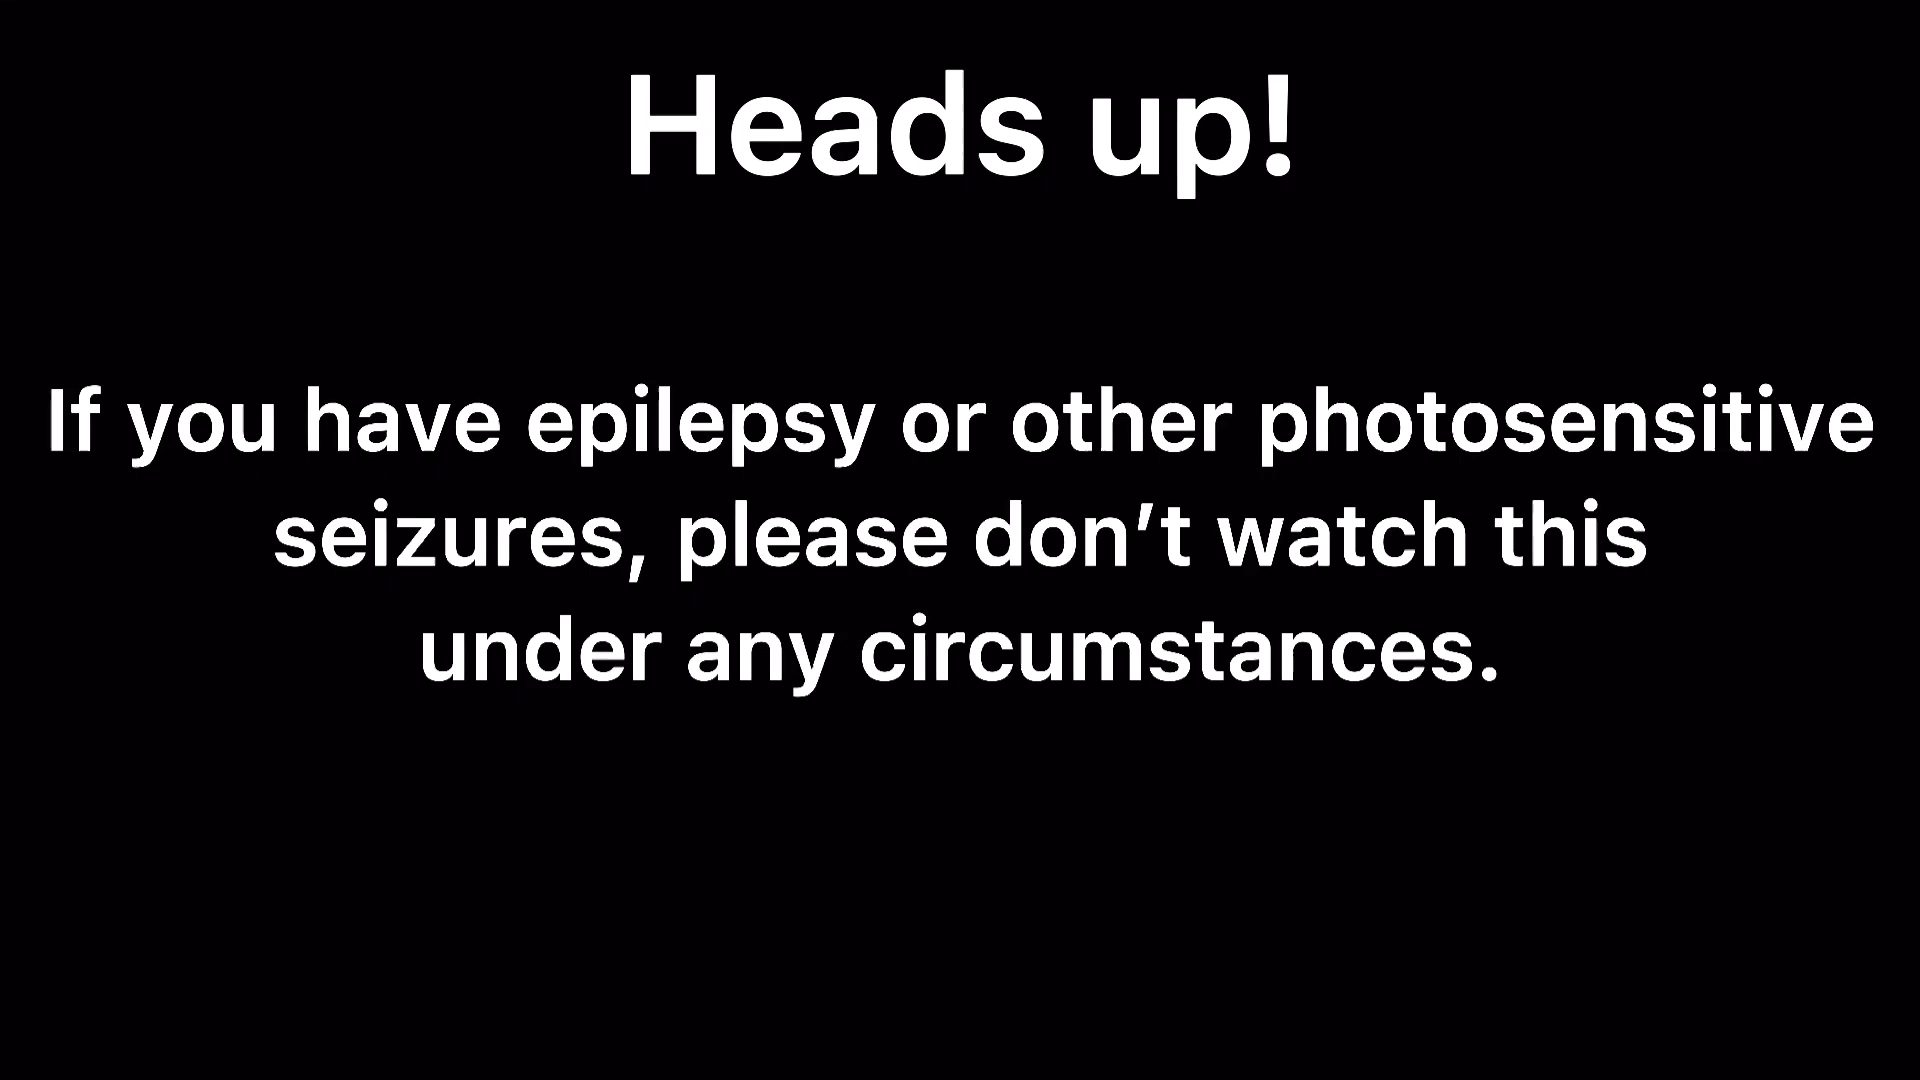 Heads up!
If you have epilepsy or other photosensitive
seizures, please don’t watch this
under any circumstances.